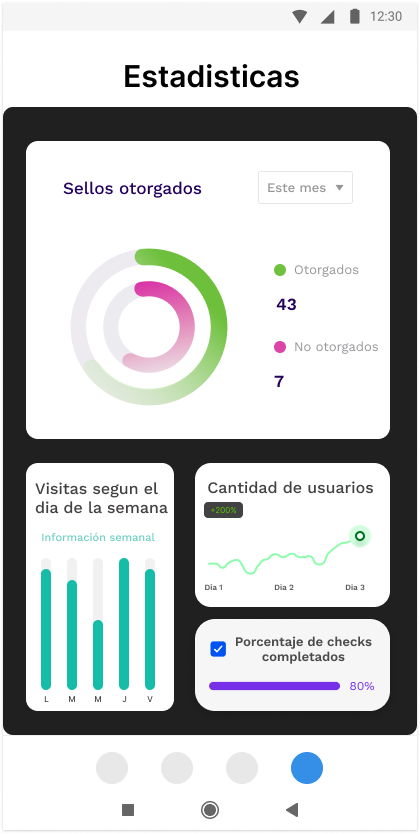 12:30
Estadisticas
Sellos otorgados
Este mes
Otorgados
43
No otorgados
7
Visitas segun el
dia de la semana
Información semanal
L M M J V
Cantidad de usuarios
+200%
Dia 1 Dia 2 Dia 3
Porcentaje de checks
completados
80%